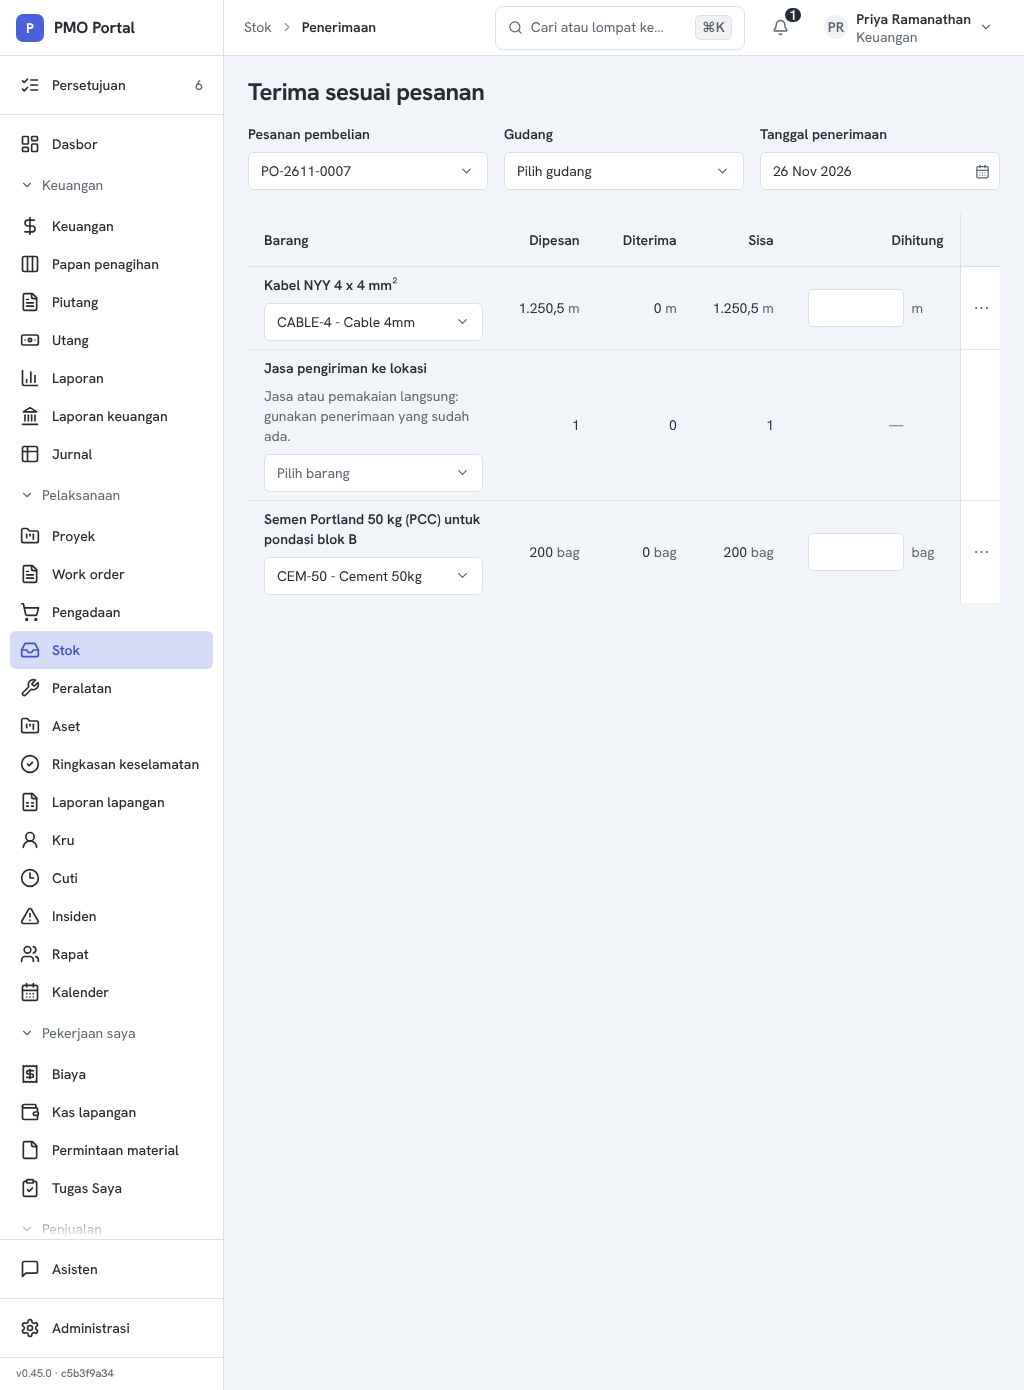 P PMO Portal
Stok > Penerimaan
Cari atau lompat ke... ⌘K
1
PR Priya Ramanathan
Keuangan
Persetujuan 6
Dasbor
Keuangan
Keuangan
Papan penagihan
Piutang
Utang
Laporan
Laporan keuangan
Jurnal
Pelaksanaan
Proyek
Work order
Pengadaan
Stok
Peralatan
Aset
Ringkasan keselamatan
Laporan lapangan
Kru
Cuti
Insiden
Rapat
Kalender
Pekerjaan saya
Biaya
Kas lapangan
Permintaan material
Tugas Saya
Penjualan
Asisten
Administrasi
v0.45.0 · c5b3f9a34
Terima sesuai pesanan
Pesanan pembelian Gudang Tanggal penerimaan
PO-2611-0007 Pilih gudang 26 Nov 2026
Barang Dipesan Diterima Sisa Dihitung
Kabel NYY 4 x 4 mm²
CABLE-4 - Cable 4mm 1.250,5 m 0 m 1.250,5 m m ...
Jasa pengiriman ke lokasi
Jasa atau pemakaian langsung:
gunakan penerimaan yang sudah
ada.
1 0 1 —
Pilih barang
Semen Portland 50 kg (PCC) untuk
pondasi blok B
200 bag 0 bag 200 bag bag ...
CEM-50 - Cement 50kg